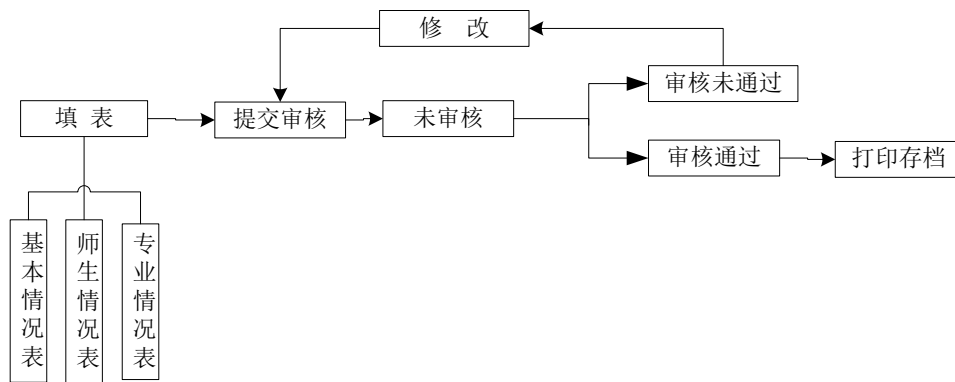 修 改
审核未通过
填 表
提交审核
未审核
审核通过
打印存档
基本情况表
师生情况表
专业情况表